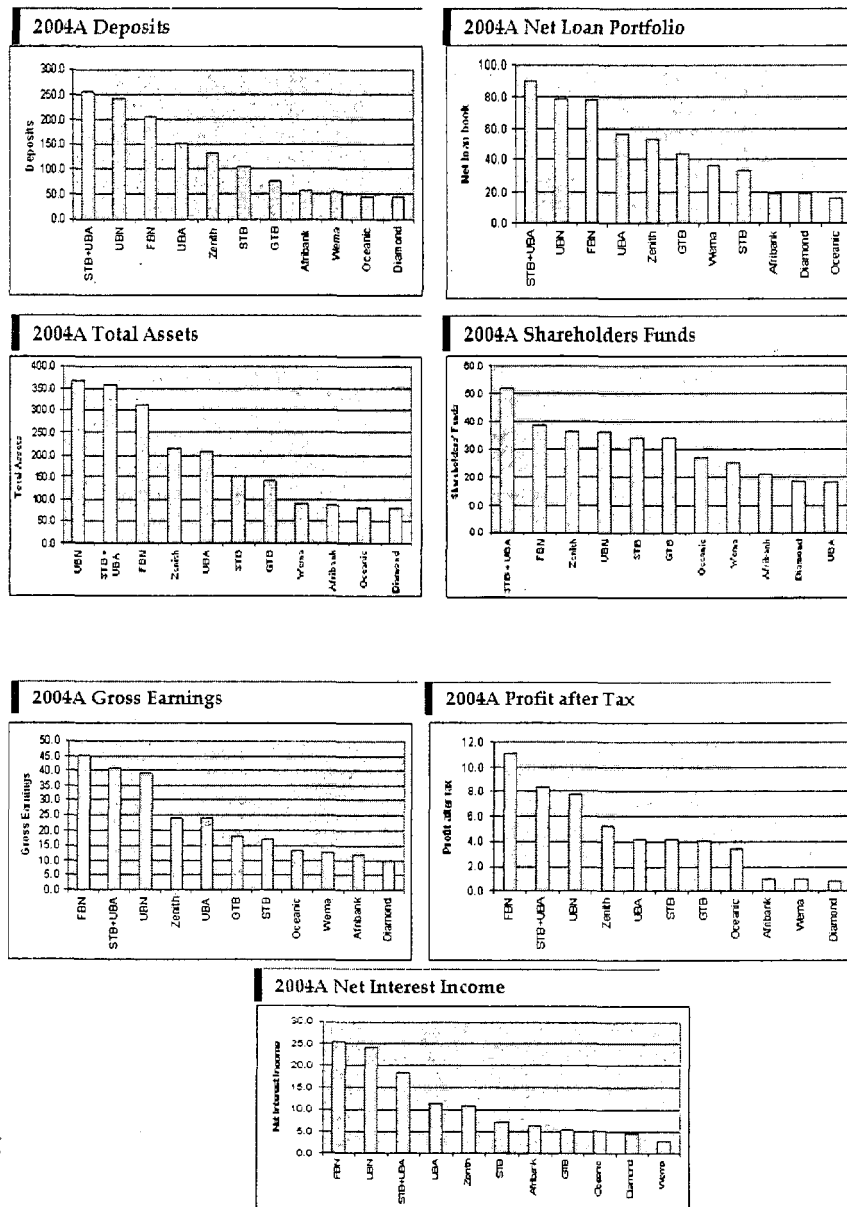 2004A Deposits
Deposits
300.0
250.0
200.0
150.0
100.0
50.0
0.0
STB+UBA
UBN
FBN
UBA
Zenith
STB
GTB
Afribank
Wema
Oceanic
Diamond
2004A Net Loan Portfolio
Net loan book
100.0
80.0
60.0
40.0
20.0
0.0
STB+UBA
UBN
FBN
UBA
Zenith
GTB
Wema
STB
Afribank
Diamond
Oceanic
2004A Total Assets
Total Assets
400.0
350.0
300.0
250.0
200.0
150.0
100.0
50.0
0.0
UBN
STB +
UBA
FBN
Zenith
UBA
STB
GTB
Wema
Afribank
Oceanic
Diamond
2004A Shareholders Funds
Shareholders' Funds
60.0
50.0
40.0
30.0
20.0
0.0
0.0
STB + UBA
FBN
Zenith
UBN
STB
GTB
Oceanic
Wema
Afribank
Diamond
UBA
2004A Gross Earnings
Gross Earnings
50.0
45.0
40.0
35.0
30.0
25.0
20.0
15.0
10.0
5.0
0.0
FBN
STB+UBA
UBN
Zenith
UBA
GTB
STB
Oceanic
Wema
Afribank
Diamond
2004A Profit after Tax
Profit after tax
12.0
10.0
8.0
6.0
4.0
2.0
0.0
FBN
STB+UBA
UBN
Zenith
UBA
STB
GTB
Oceanic
Afribank
Wema
Diamond
2004A Net Interest Income
Net Interest Income
30.0
25.0
20.0
15.0
10.0
5.0
0.0
FBN
UBN
STB+UBA
UBA
Zenith
STB
Afribank
GTB
Oceanic
Diamond
Wema